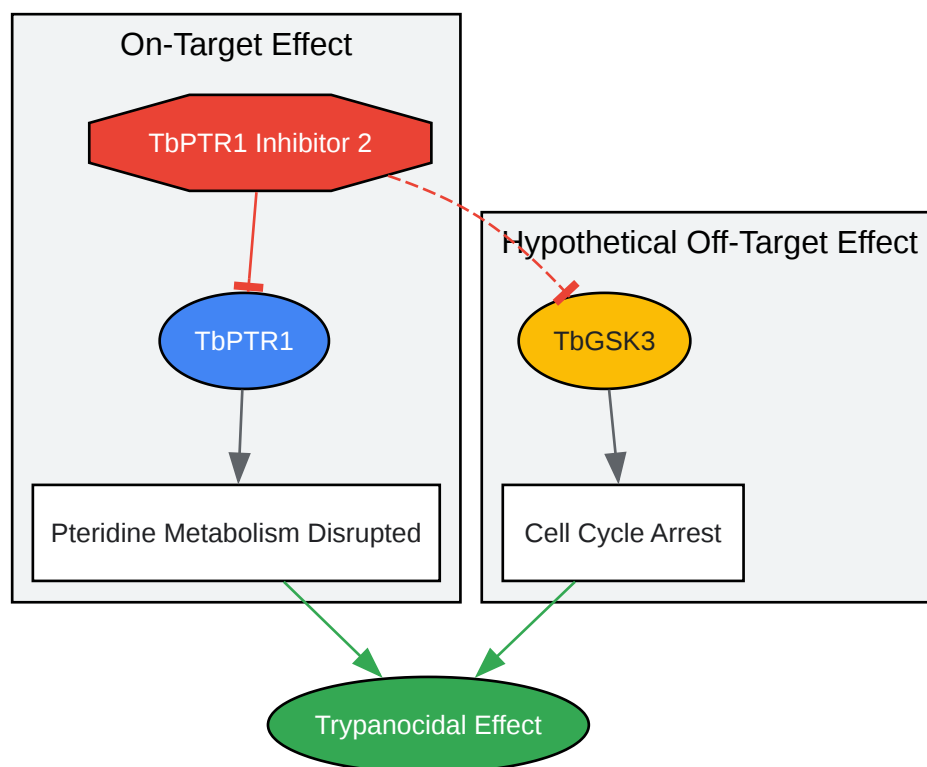 On-Target Effect
TbPTR1 Inhibitor 2
Hypothetical Off-Target Effect
TbPTR1
TbGSK3
Pteridine Metabolism Disrupted
Cell Cycle Arrest
Trypanocidal Effect